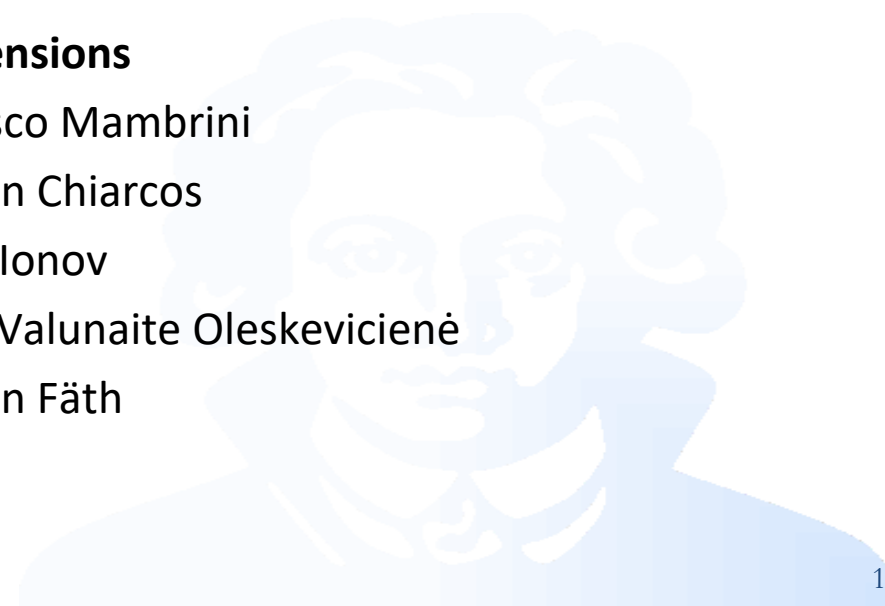 ensions
sco Mambrini
n Chiarcos
Ionov
Valunaite Oleskevicienė
n Fäth
1